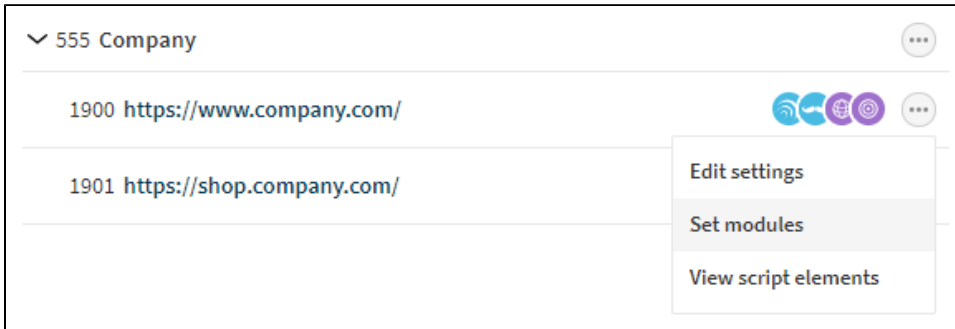 555 Company
1900 https://www.company.com/
1901 https://shop.company.com/
Edit settings
Set modules
View script elements